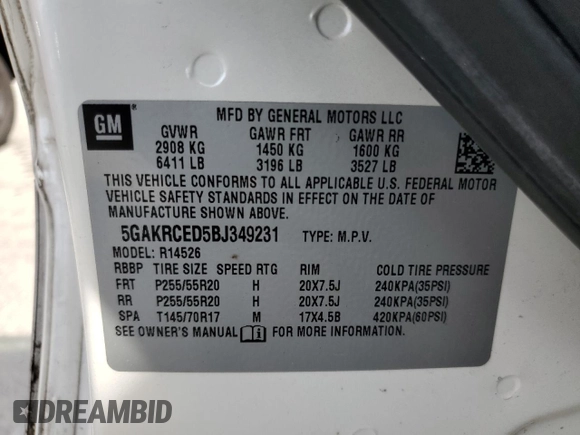 GM
MFD BY GENERAL MOTORS LLC
GVWR GAWR FRT GAWR RR
2908 KG 1450 KG 1600 KG
6411 LB 3196 LB 3527 LB
THIS VEHICLE CONFORMS TO ALL APPLICABLE U.S. FEDERAL MOTOR
VEHICLE SAFETY STANDARDS IN EFFECT ON THE DATE OF
MANUFACTURE SHOWN ABOVE.
5GAKRCED5BJ349231 TYPE: M.P.V.
MODEL: R14526
RBBP TIRE SIZE SPEED RTG RIM COLD TIRE PRESSURE
FRT P255/55R20 H 20X7.5J 240KPA(35PSI)
RR P255/55R20 H 20X7.5J 240KPA(35PSI)
SPA T145/70R17 M 17X4.5B 420KPA(60PSI)
SEE OWNER'S MANUAL FOR MORE INFORMATION.
DREAMBID